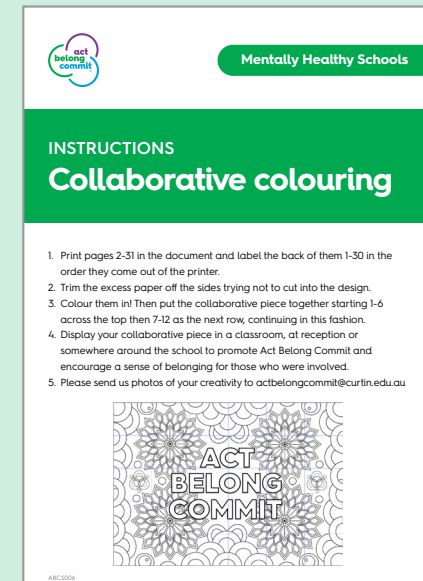 act
belong
commit
Mentally Healthy Schools
INSTRUCTIONS
Collaborative colouring
1. Print pages 2-31 in the document and label the back of them 1-30 in the
order they come out of the printer.
2. Trim the excess paper off the sides trying not to cut into the design.
3. Colour them in! Then put the collaborative piece together starting 1-6
across the top then 7-12 as the next row, continuing in this fashion.
4. Display your collaborative piece in a classroom, at reception or
somewhere around the school to promote Act Belong Commit and
encourage a sense of belonging for those who were involved.
5. Please send us photos of your creativity to actbelongcommit@curtin.edu.au
ACT
BELONG
COMMIT
ABCS006